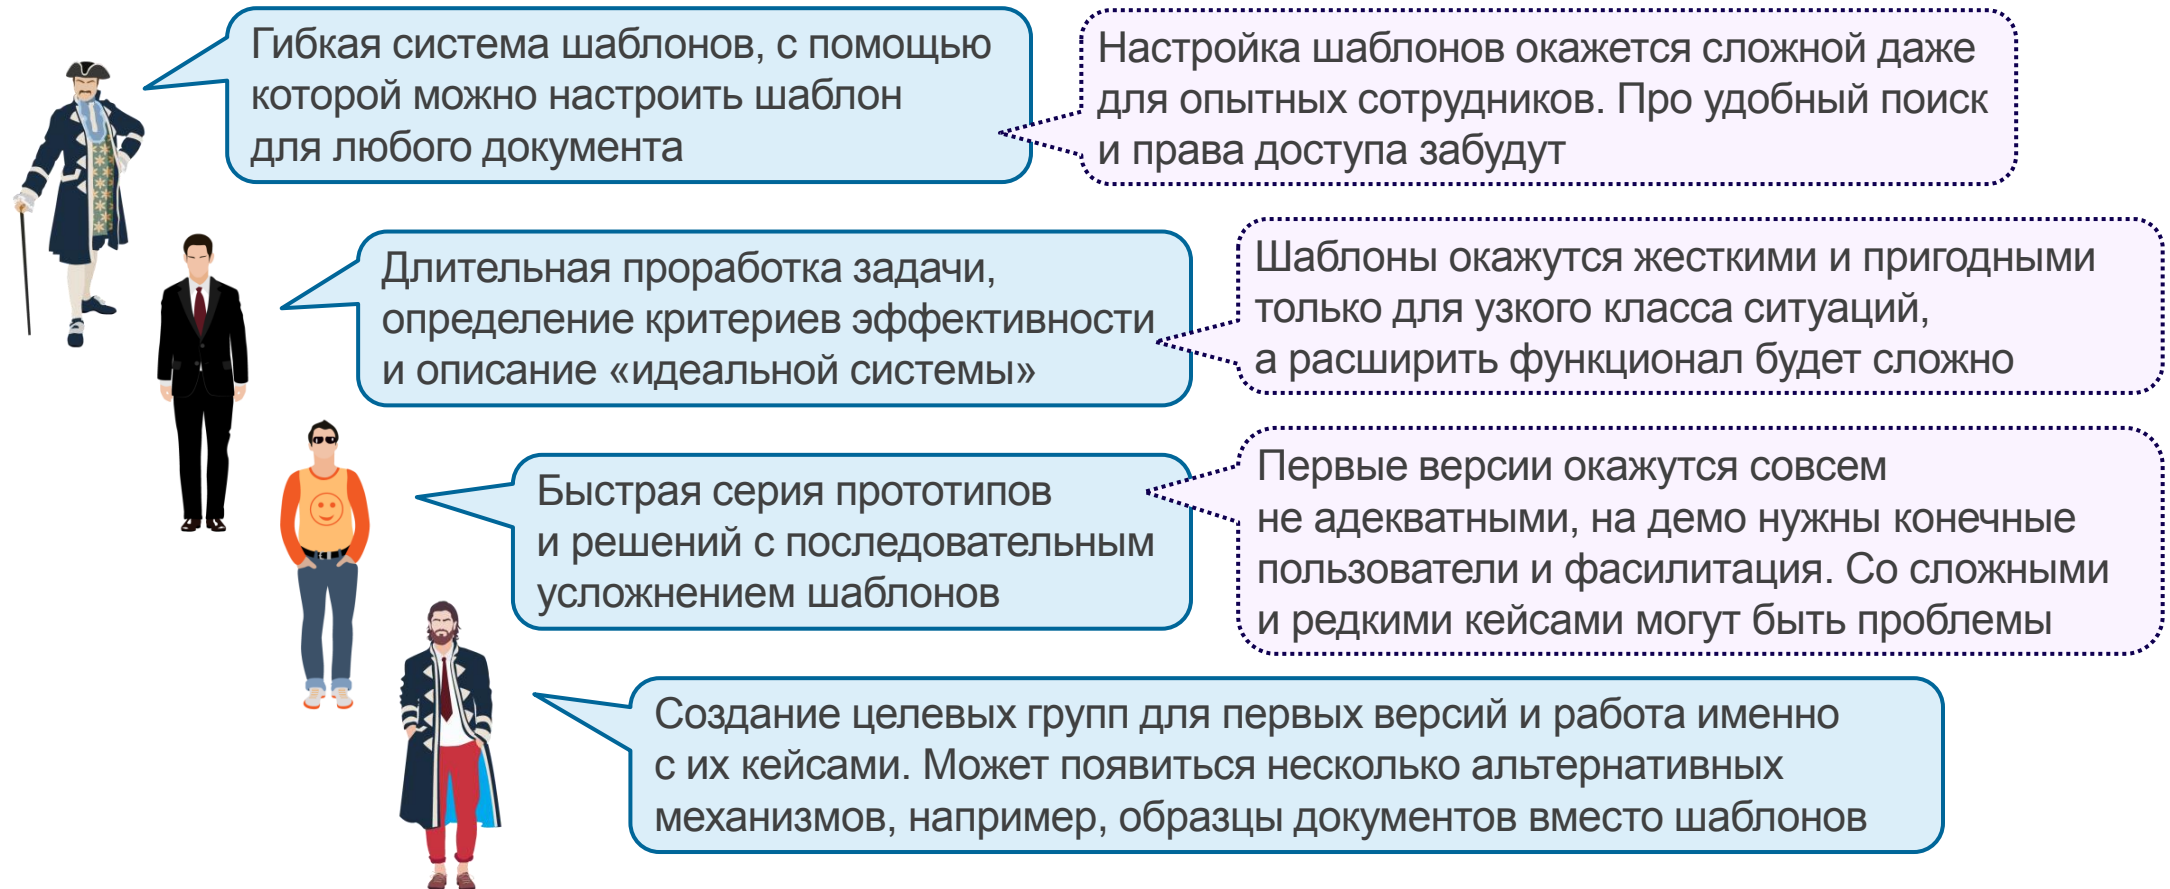 Гибкая система шаблонов, с помощью
которой можно настроить шаблон
для любого документа
Настройка шаблонов окажется сложной даже
для опытных сотрудников. Про удобный поиск
и права доступа забудут
Длительная проработка задачи,
определение критериев эффективности
и описание «идеальной системы»
Шаблоны окажутся жесткими и пригодными
только для узкого класса ситуаций,
а расширить функционал будет сложно
Быстрая серия прототипов
и решений с последовательным
усложнением шаблонов
Первые версии окажутся совсем
не адекватными, на демо нужны конечные
пользователи и фасилитация. Со сложными
и редкими кейсами могут быть проблемы
Создание целевых групп для первых версий и работа именно
с их кейсами. Может появиться несколько альтернативных
механизмов, например, образцы документов вместо шаблонов